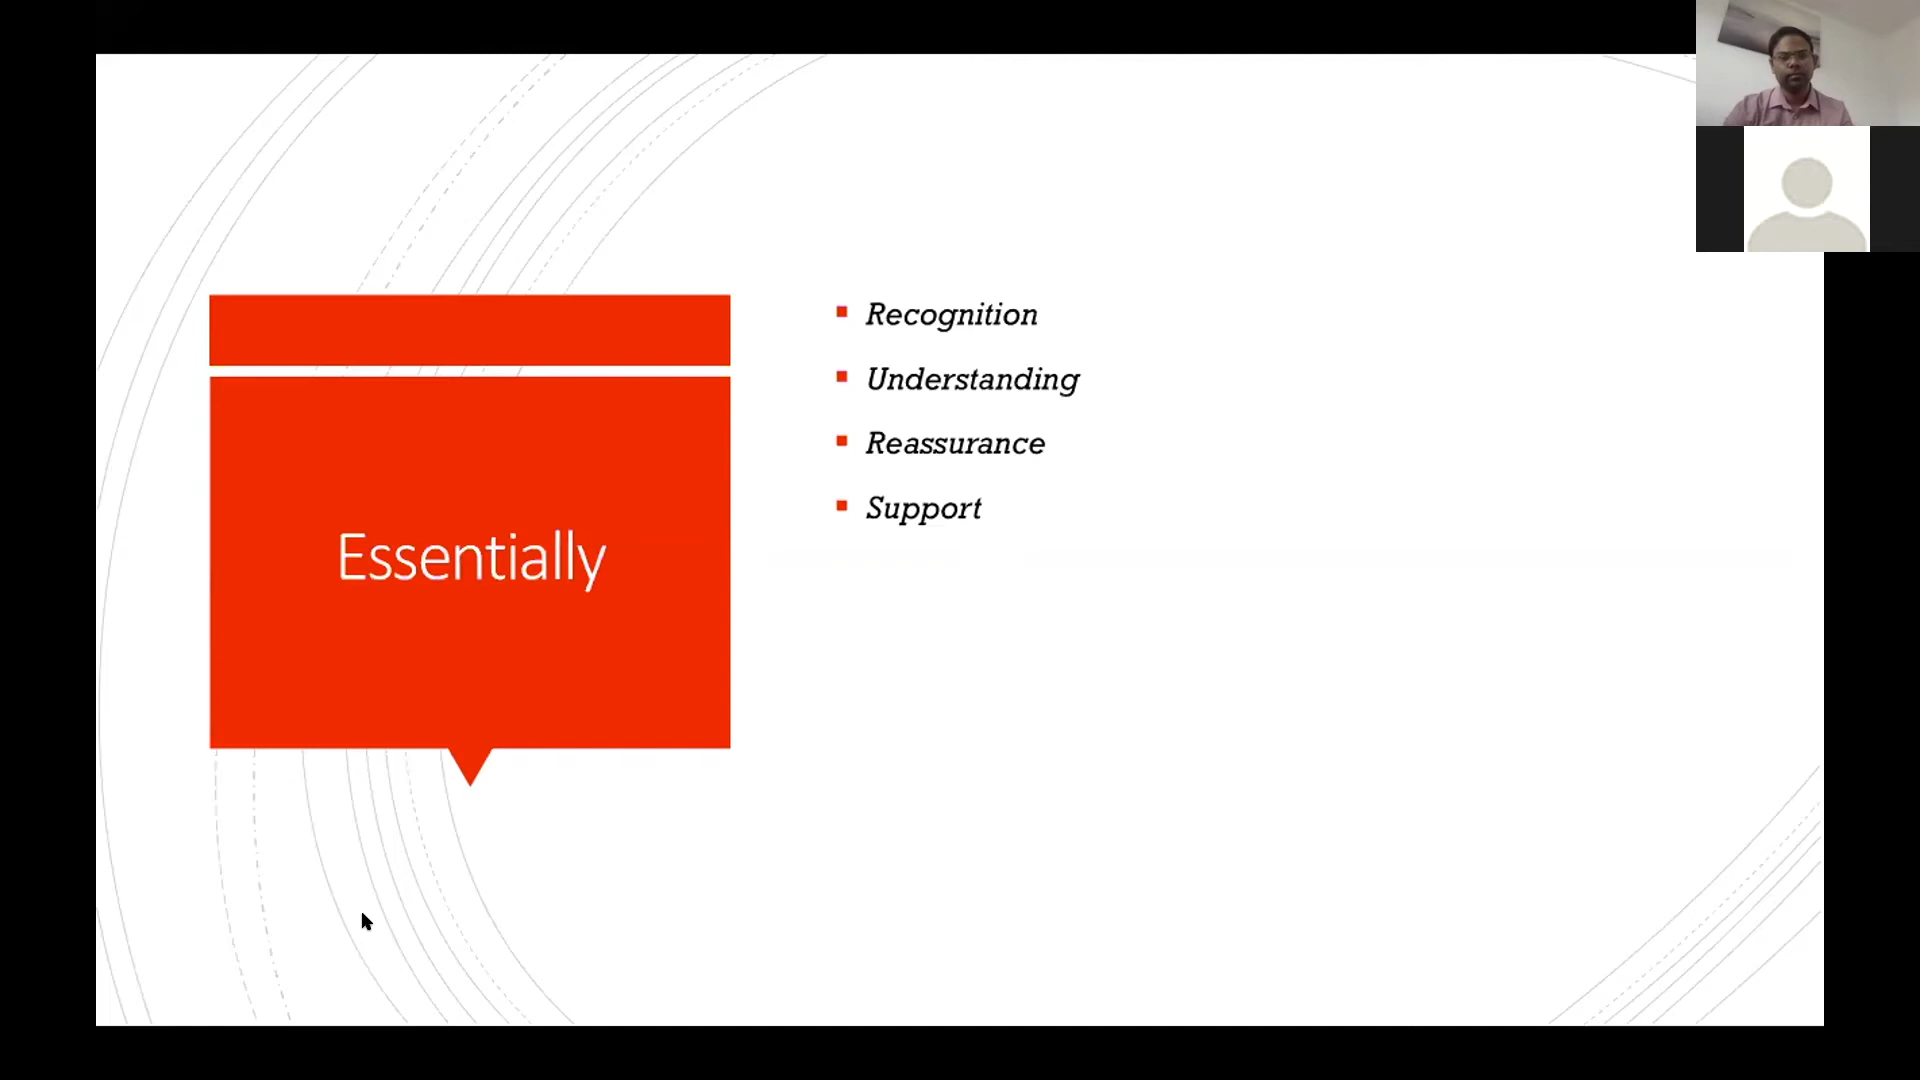 Essentially
Recognition
Understanding
Reassurance
Support